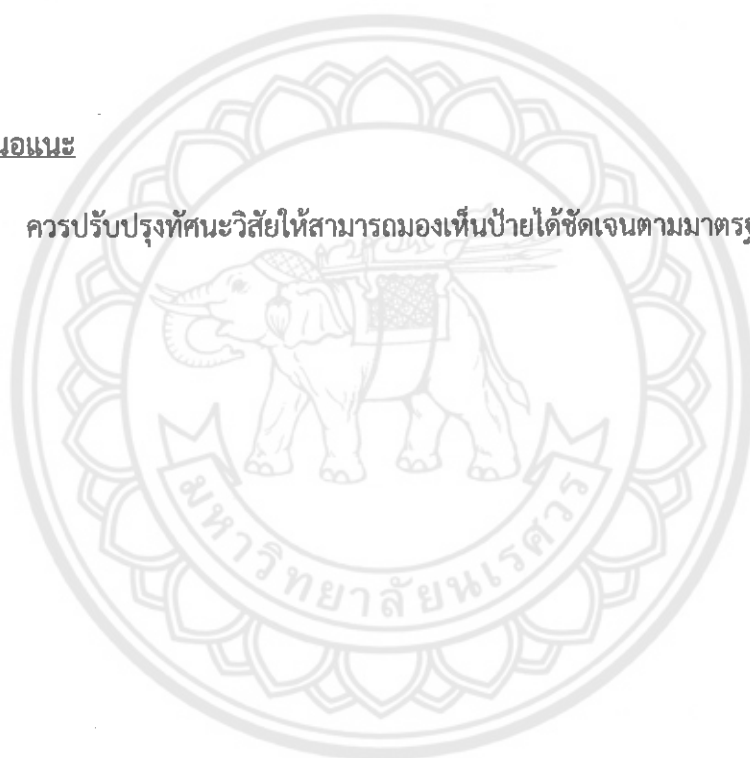 นอแนะ
ควรปรับปรุงทัศนะวิสัยให้สามารถมองเห็นป้ายได้ชัดเจนตามมาตรฐ
มหาวิทยาลัยนเรศวร